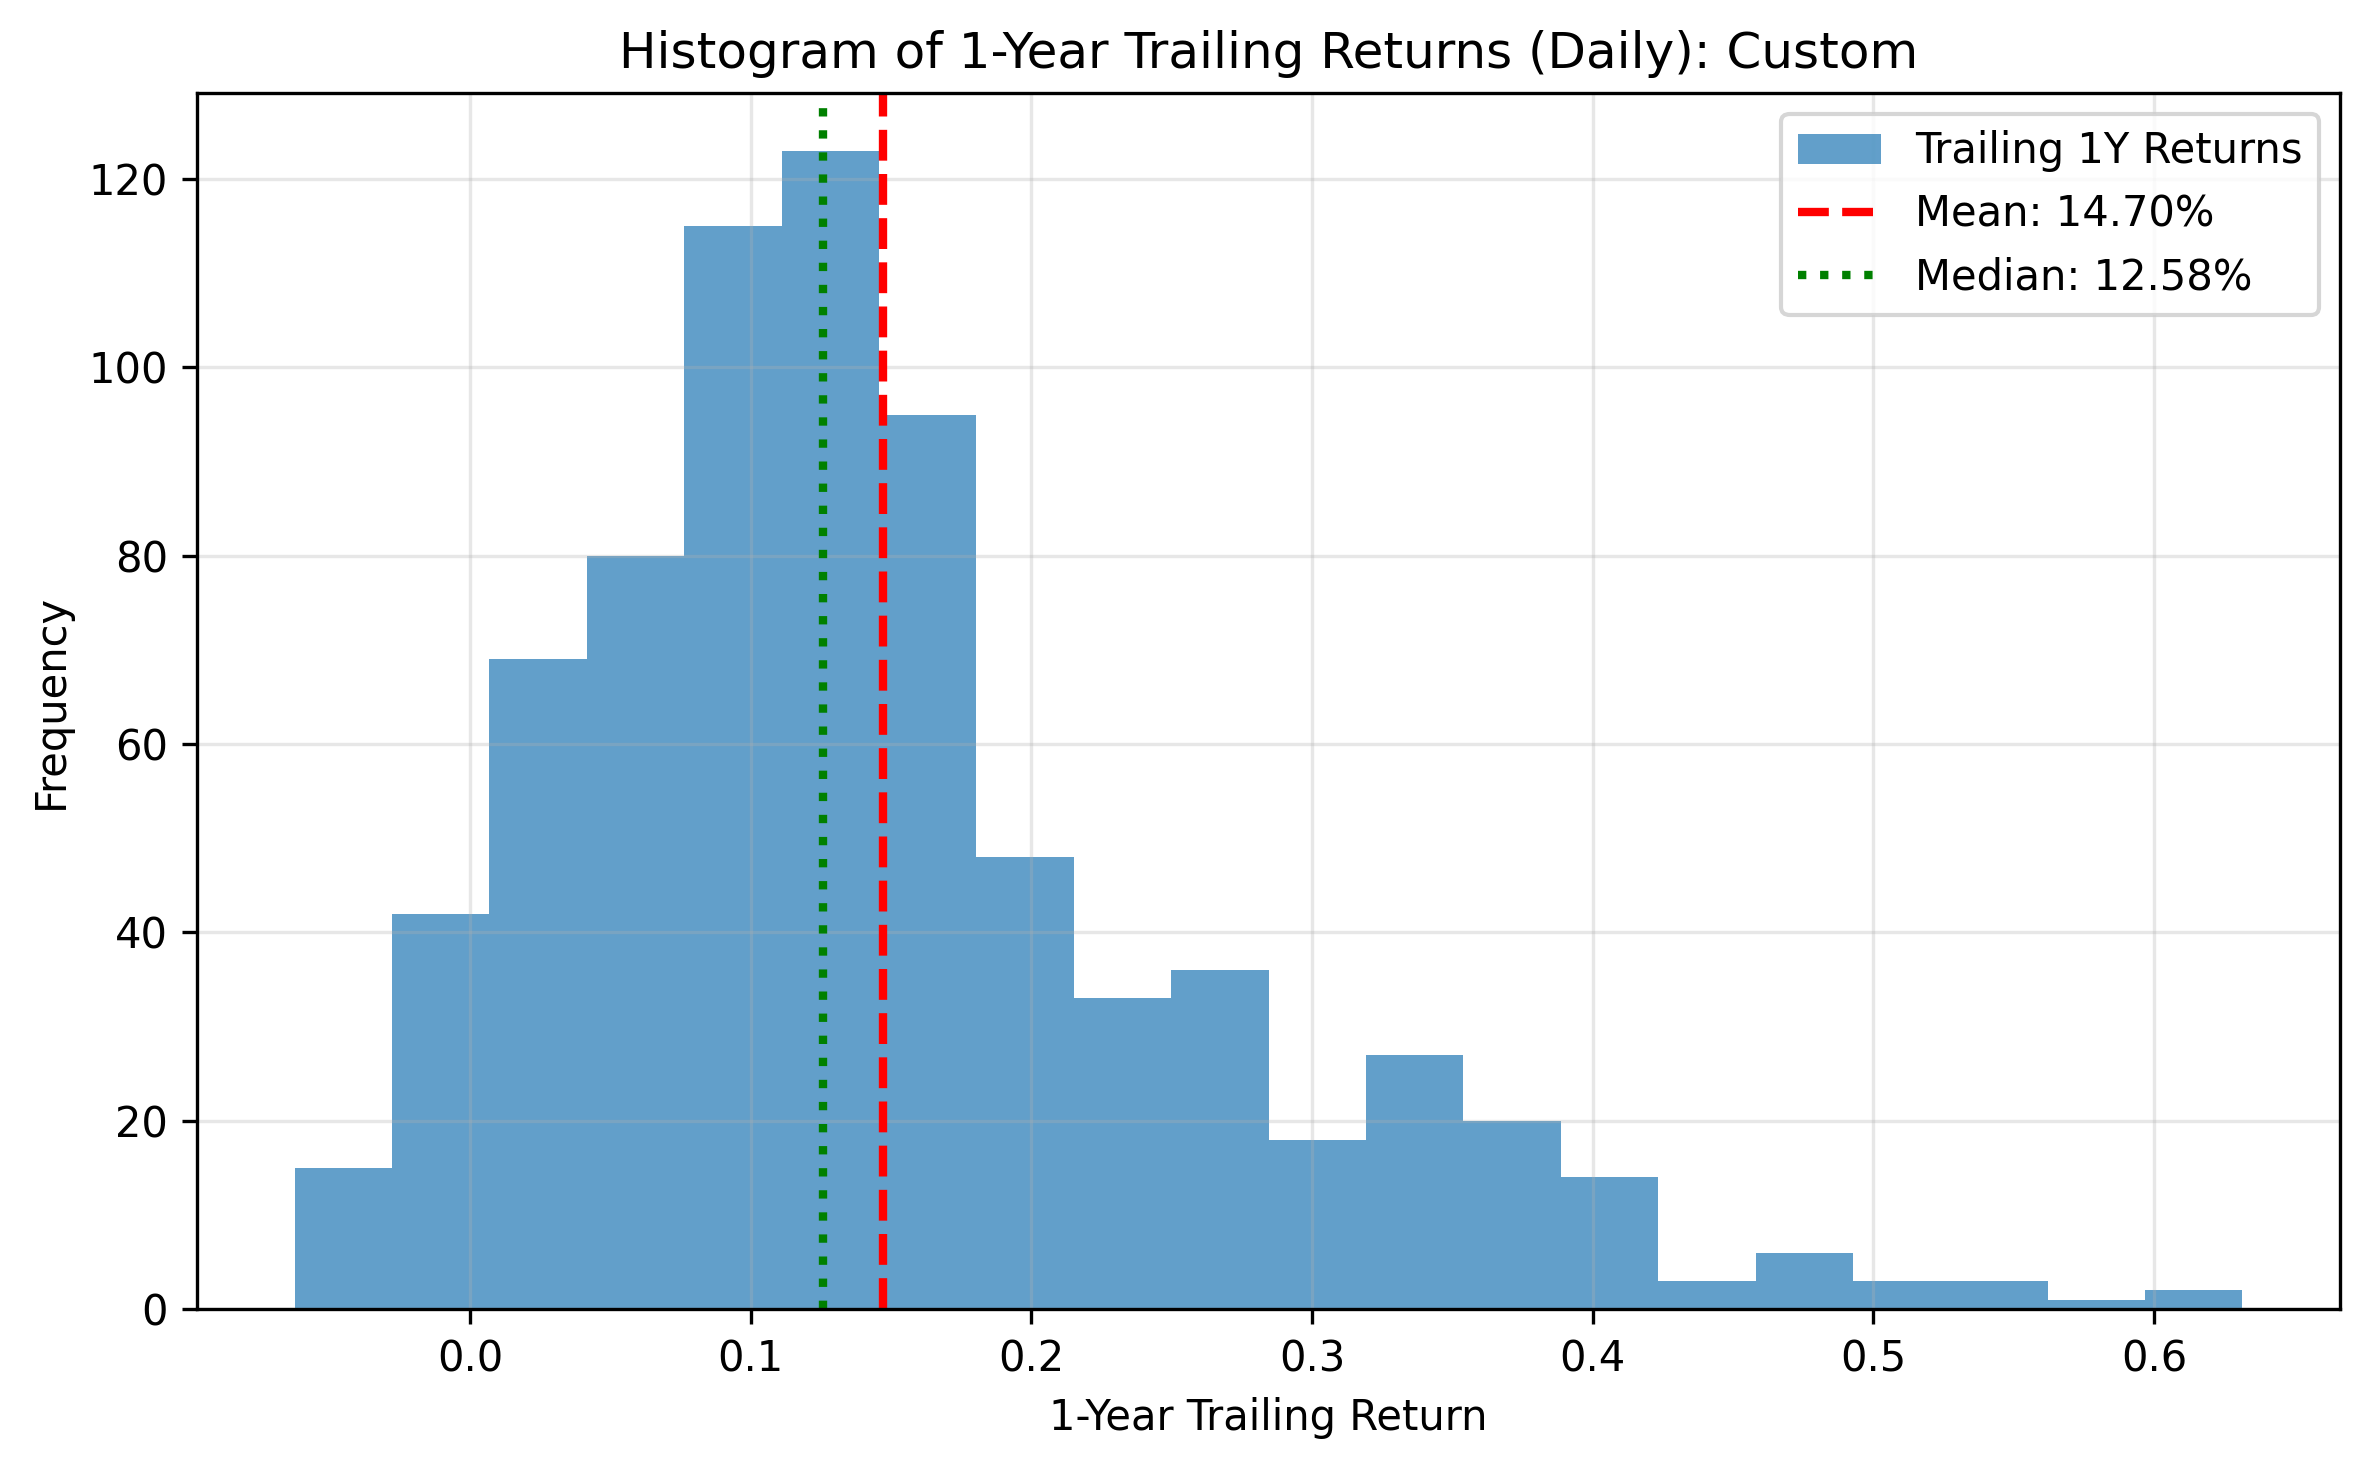 Histogram of 1-Year Trailing Returns (Daily): Custom
Trailing 1Y Returns
Mean: 14.70%
Median: 12.58%
120
100
80
60
40
20
0
Frequency
0.0 0.1 0.2 0.3 0.4 0.5 0.6
1-Year Trailing Return